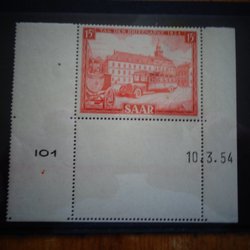 15F TAG DER BRIEFMARKE 1954 15F
SAAR
101 10.3.54